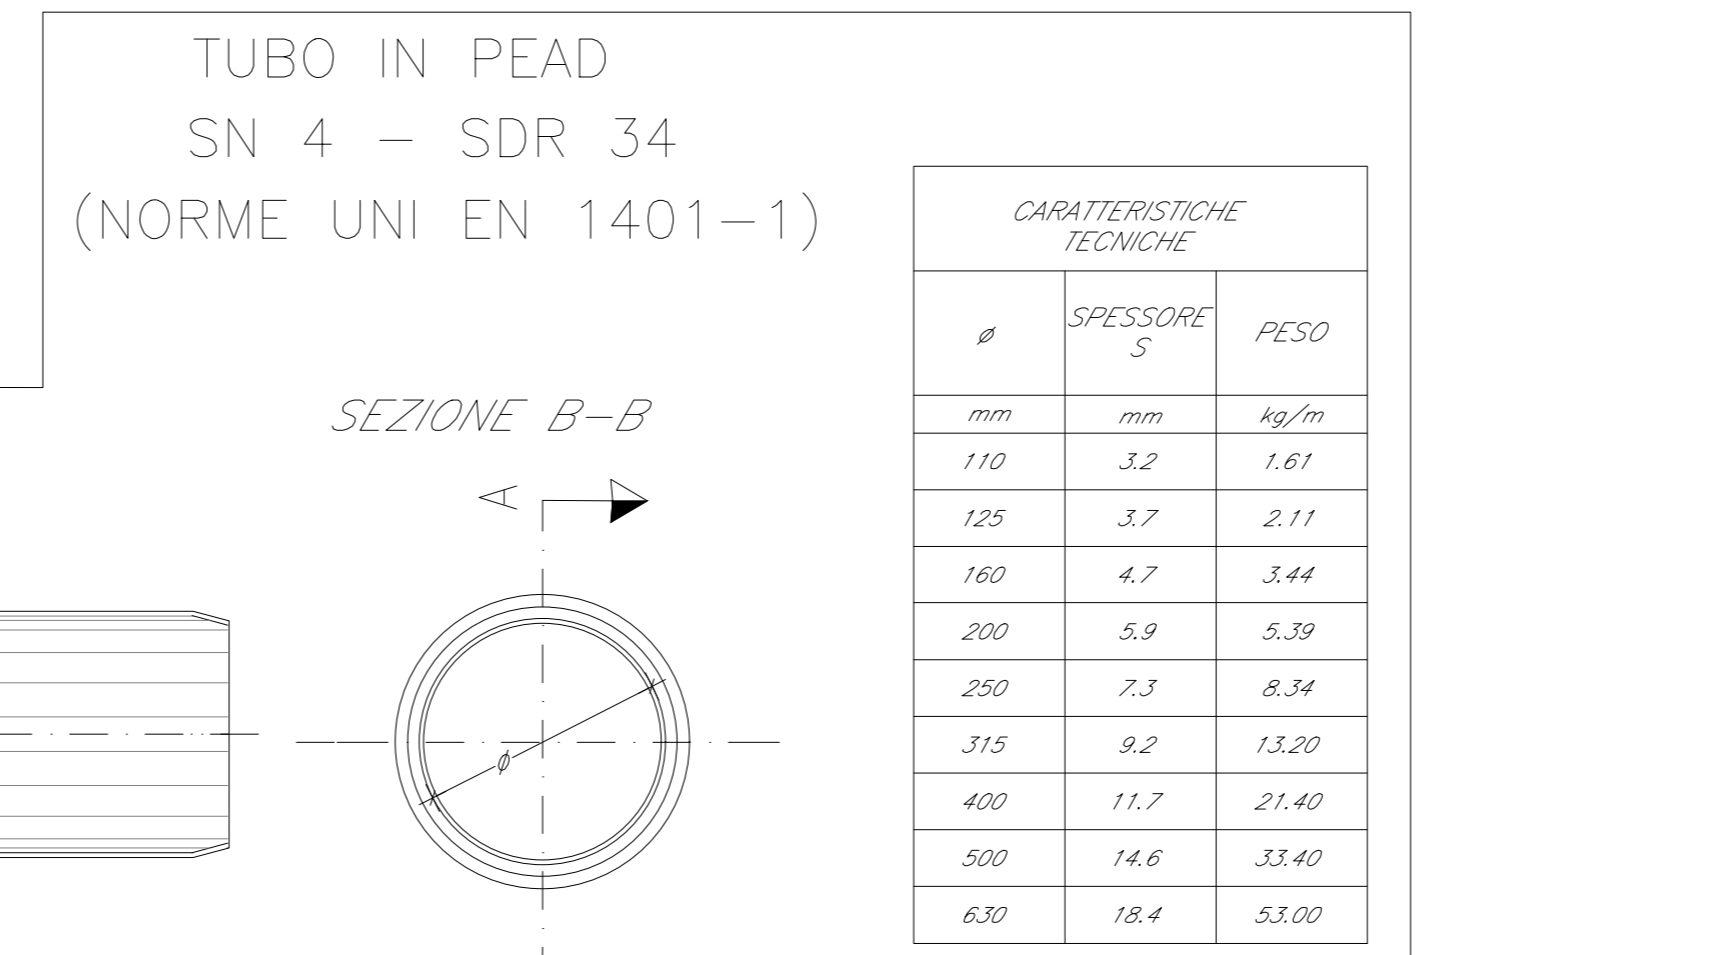 TUBO IN PEAD
SN 4 - SDR 34
(NORME UNI EN 1401-1)
CARATTERISTICHE
TECNICHE
ø SPESSORE S PESO
mm mm kg/m
110 3.2 1.61
125 3.7 2.11
160 4.7 3.44
200 5.9 5.39
250 7.3 8.34
315 9.2 13.20
400 11.7 21.40
500 14.6 33.40
630 18.4 53.00
SEZIONE B-B
A
ø